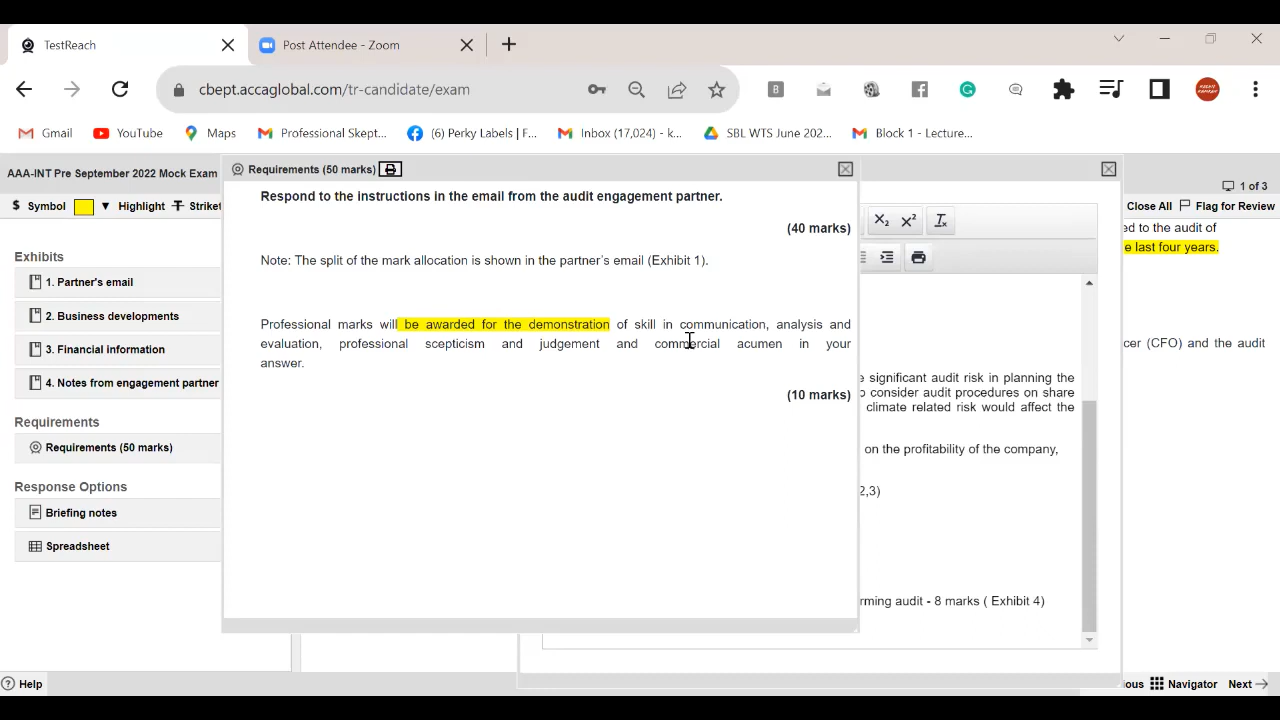 TestReach
Post Attendee - Zoom
cbept.accaglobal.com/tr-candidate/exam
Gmail
YouTube
Maps
Professional Skept...
(6) Perky Labels | F...
Inbox (17,024) - k...
SBL WTS June 202...
Block 1 - Lecture...
AAA-INT Pre September 2022 Mock Exam
1 of 3
$ Symbol
Highlight
Close All
Flag for Review
Requirements (50 marks)
Respond to the instructions in the email from the audit engagement partner.
(40 marks)
Note: The split of the mark allocation is shown in the partner's email (Exhibit 1).
Professional marks will be awarded for the demonstration of skill in communication, analysis and
evaluation, professional scepticism and judgement and commercial acumen in your
answer.
(10 marks)
Exhibits
1. Partner's email
2. Business developments
3. Financial information
4. Notes from engagement partner
Requirements
Requirements (50 marks)
Response Options
Briefing notes
Spreadsheet
to the audit of
last four years.
(CFO) and the audit
significant audit risk in planning the
consider audit procedures on share
climate related risk would affect the
on the profitability of the company,
2,3)
audit - 8 marks ( Exhibit 4)
Help
Navigator
Next